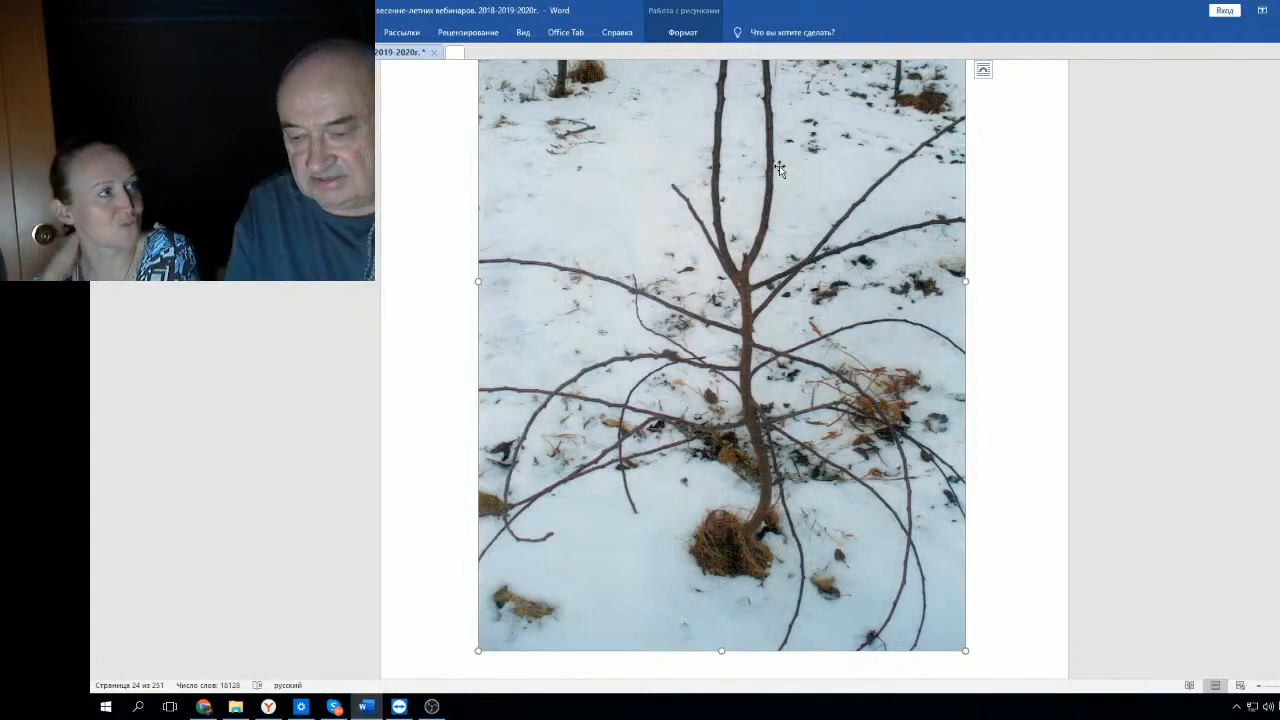 весенне-летних вебинаров. 2018-2019-2020г. - Word
Работа с рисунками
Вход
Рассылки Рецензирование Вид Office Tab Справка Формат Что вы хотите сделать?
2019-2020г. *
Страница 24 из 251 Число слов: 18128 русский